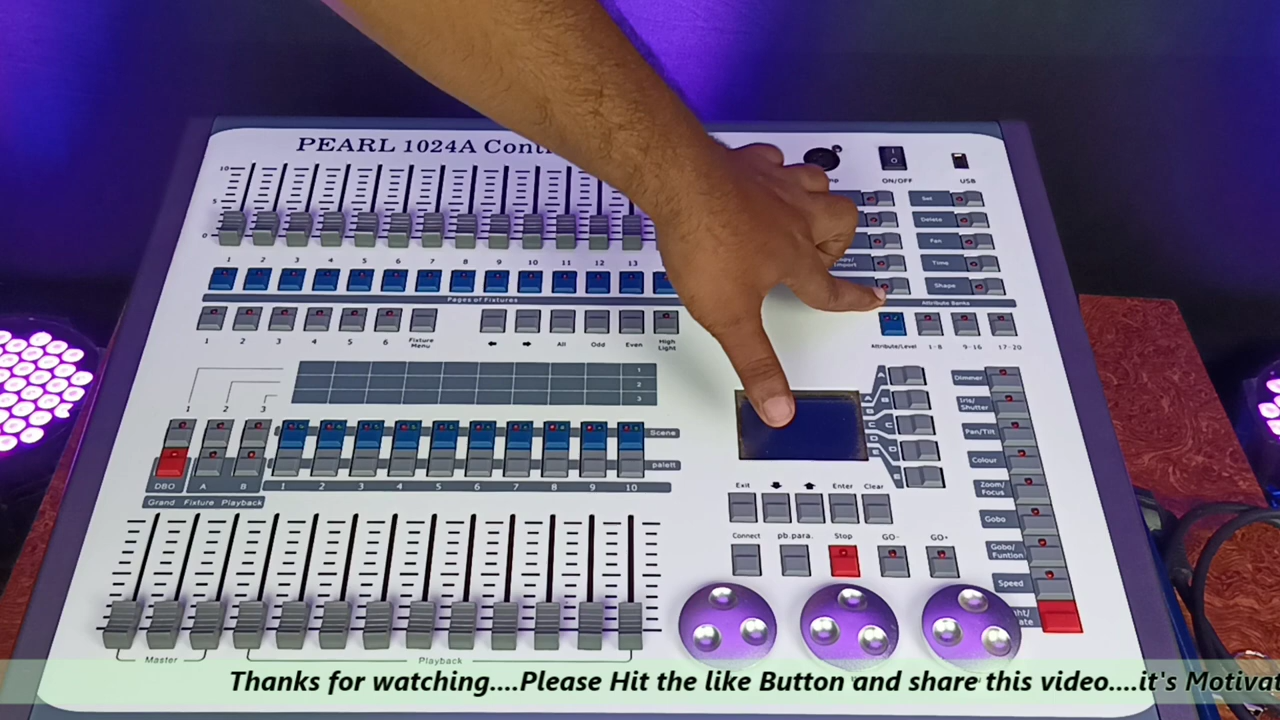 PEARL 1024A
ON/OFF USB
10
5
0
Set
Delete
Fan
Import Time
Shape
1 2 3 4 5 6 7 8 9 10 11 12 13
Pages of Fixtures
Attribute Banks
1 2 3 4 5 6 Fixture Menu All Odd Even High Light
Attribute/Level 1-8 9-16 17-20
1
2
3
1 2 3
Dimmer
Iris/ Shutter
Pan/Tilt
Colour
Zoom/ Focus
Gobo
Gobo/ Funtion
Speed
A
B
C
D
E
Scene
palett
DBO A B 1 2 3 4 5 6 7 8 9 10
Grand Fixture Playback
Exit Enter Clear
Connect pb.para. Stop GO- GO+
Master Playback
Thanks for watching....Please Hit the like Button and share this video....it's